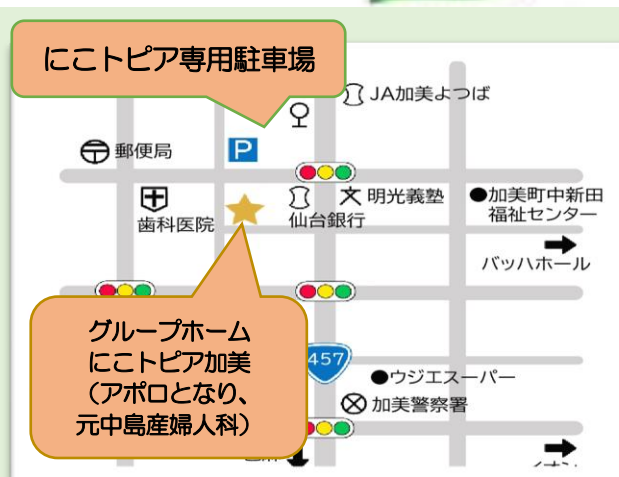 にこトピア専用駐車場
JA加美よつば
郵便局
P
歯科医院
仙台銀行
文 明光義塾
●加美町中新田
福祉センター
バッハホール
グループホーム
にこトピア加美
（アポロとなり、
元中島産婦人科）
457
●ウジエスーパー
加美警察署